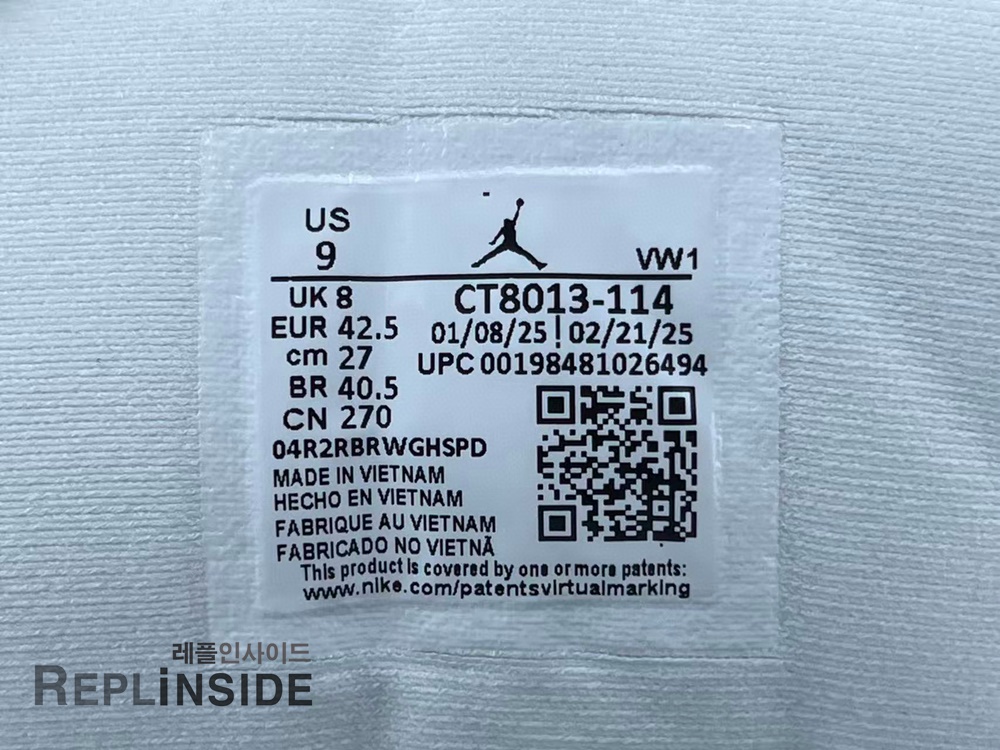 US
9
VW1
UK 8
EUR 42.5
cm 27
BR 40.5
CN 270
CT8013-114
01/08/25 | 02/21/25
UPC 00198481026494
04R2RBRWGHSPD
MADE IN VIETNAM
HECHO EN VIETNAM
FABRIQUE AU VIETNAM
FABRICADO NO VIETNÃ
This product is covered by one or more patents:
www.nike.com/patentsvirtualmarking
레플인사이드
REPLINSIDE